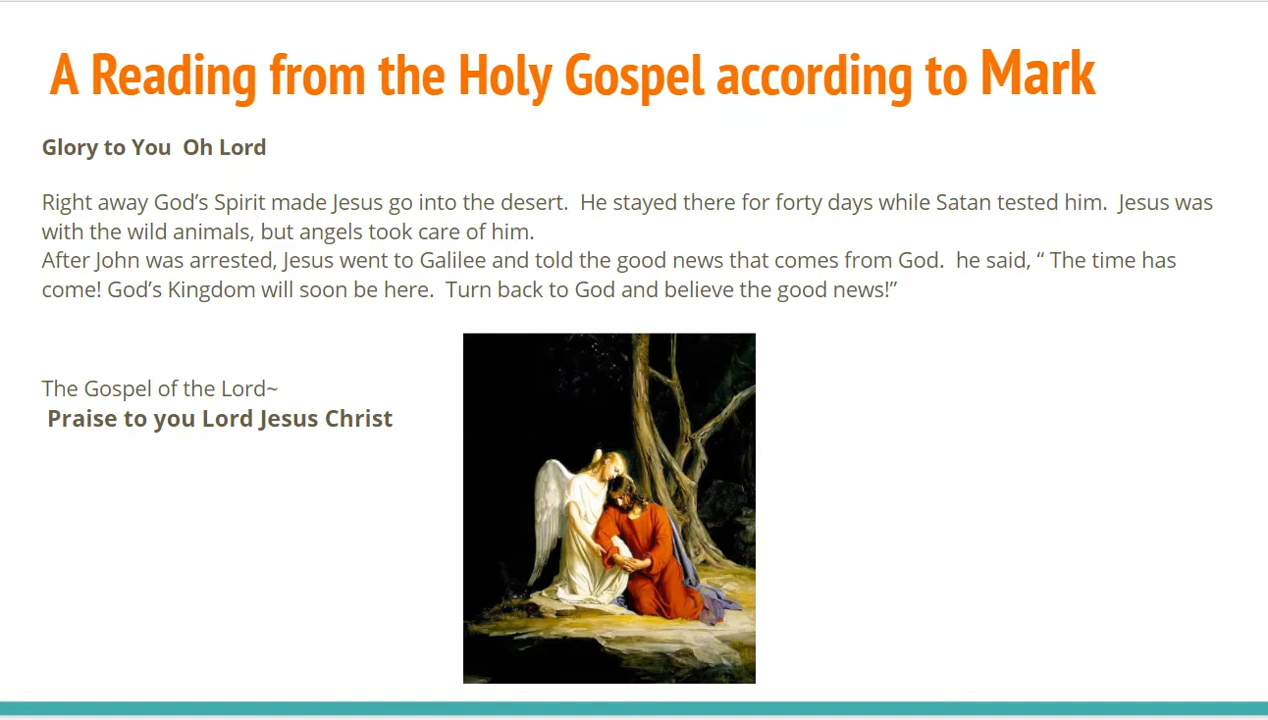 A Reading from the Holy Gospel according to Mark
Glory to You  Oh Lord
Right away God’s Spirit made Jesus go into the desert.  He stayed there for forty days while Satan tested him.  Jesus was
with the wild animals, but angels took care of him.
After John was arrested, Jesus went to Galilee and told the good news that comes from God.  he said, “ The time has
come! God’s Kingdom will soon be here.  Turn back to God and believe the good news!”
The Gospel of the Lord~
Praise to you Lord Jesus Christ